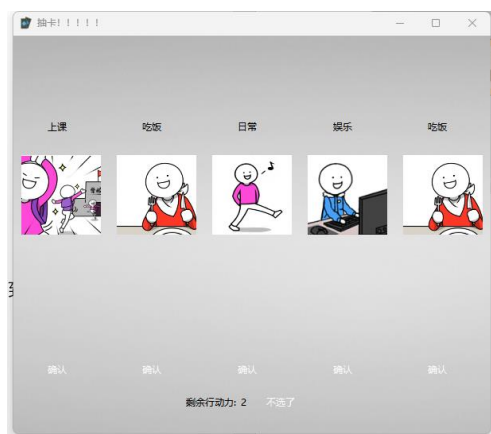 抽卡！！！！！
上课 吃饭 日常 娱乐 吃饭
确认 确认 确认 确认 确认
剩余行动力: 2 不选了